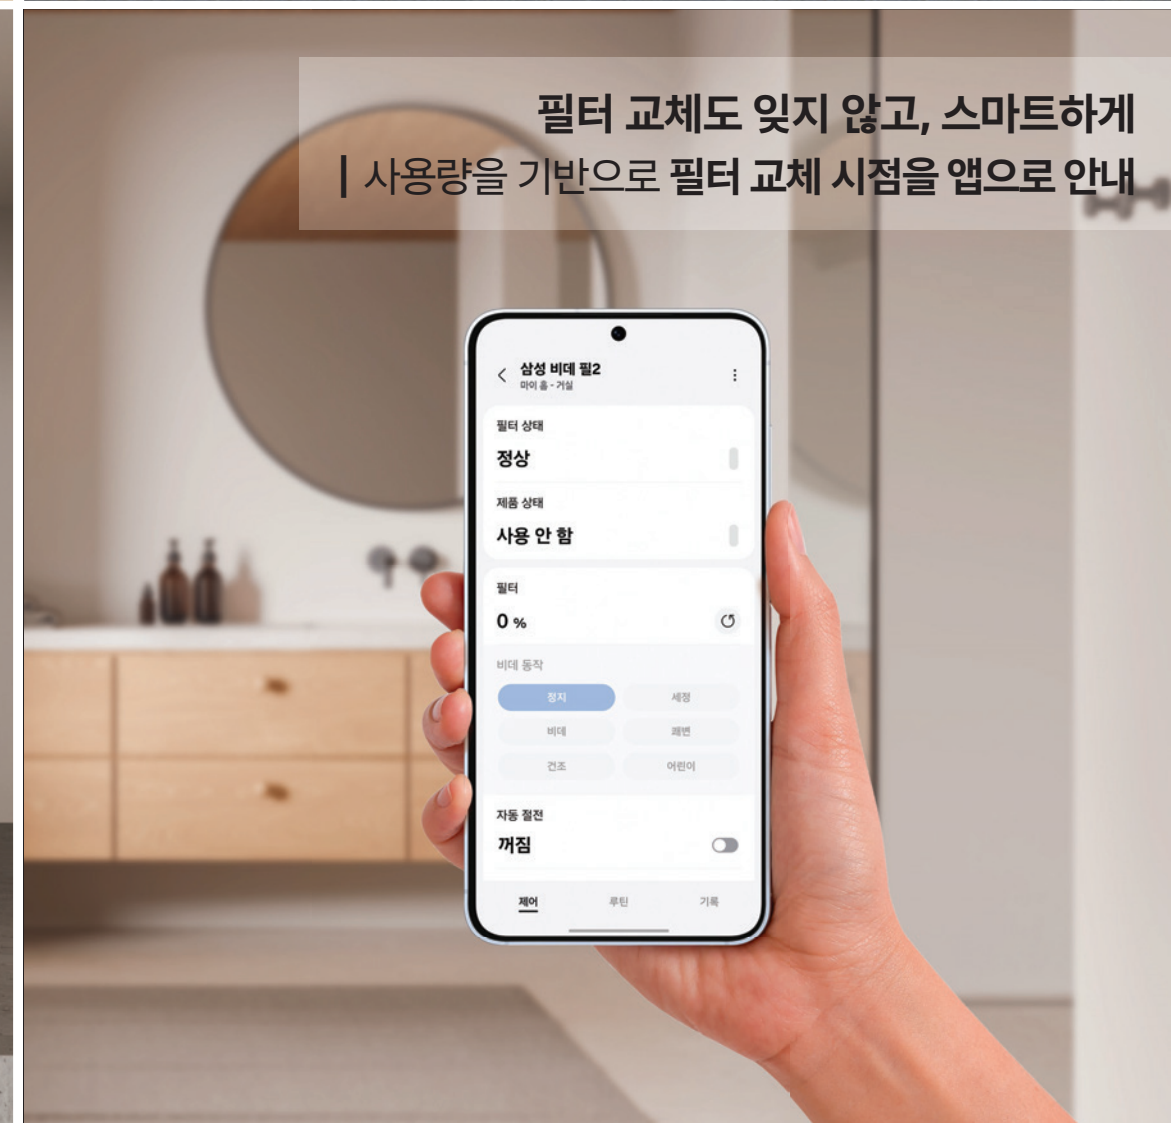 필터 교체도 잊지 않고, 스마트하게
| 사용량을 기반으로 필터 교체 시점을 앱으로 안내
삼성 비데 필2
마이 홈 - 거실
필터 상태
정상
제품 상태
사용 안 함
필터
0 %
비데 동작
정지 세정
비데 쾌변
건조 어린이
자동 절전
꺼짐
제어 루틴 기록